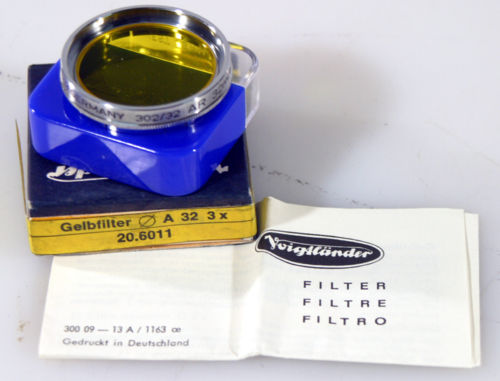 GERMANY 302/32 AR 32
Gelbfilter ∅ A 32 3x
20.6011
Voigtländer
FILTER
FILTRE
FILTRO
300 09 — 13 A / 1163 œ
Gedruckt in Deutschland